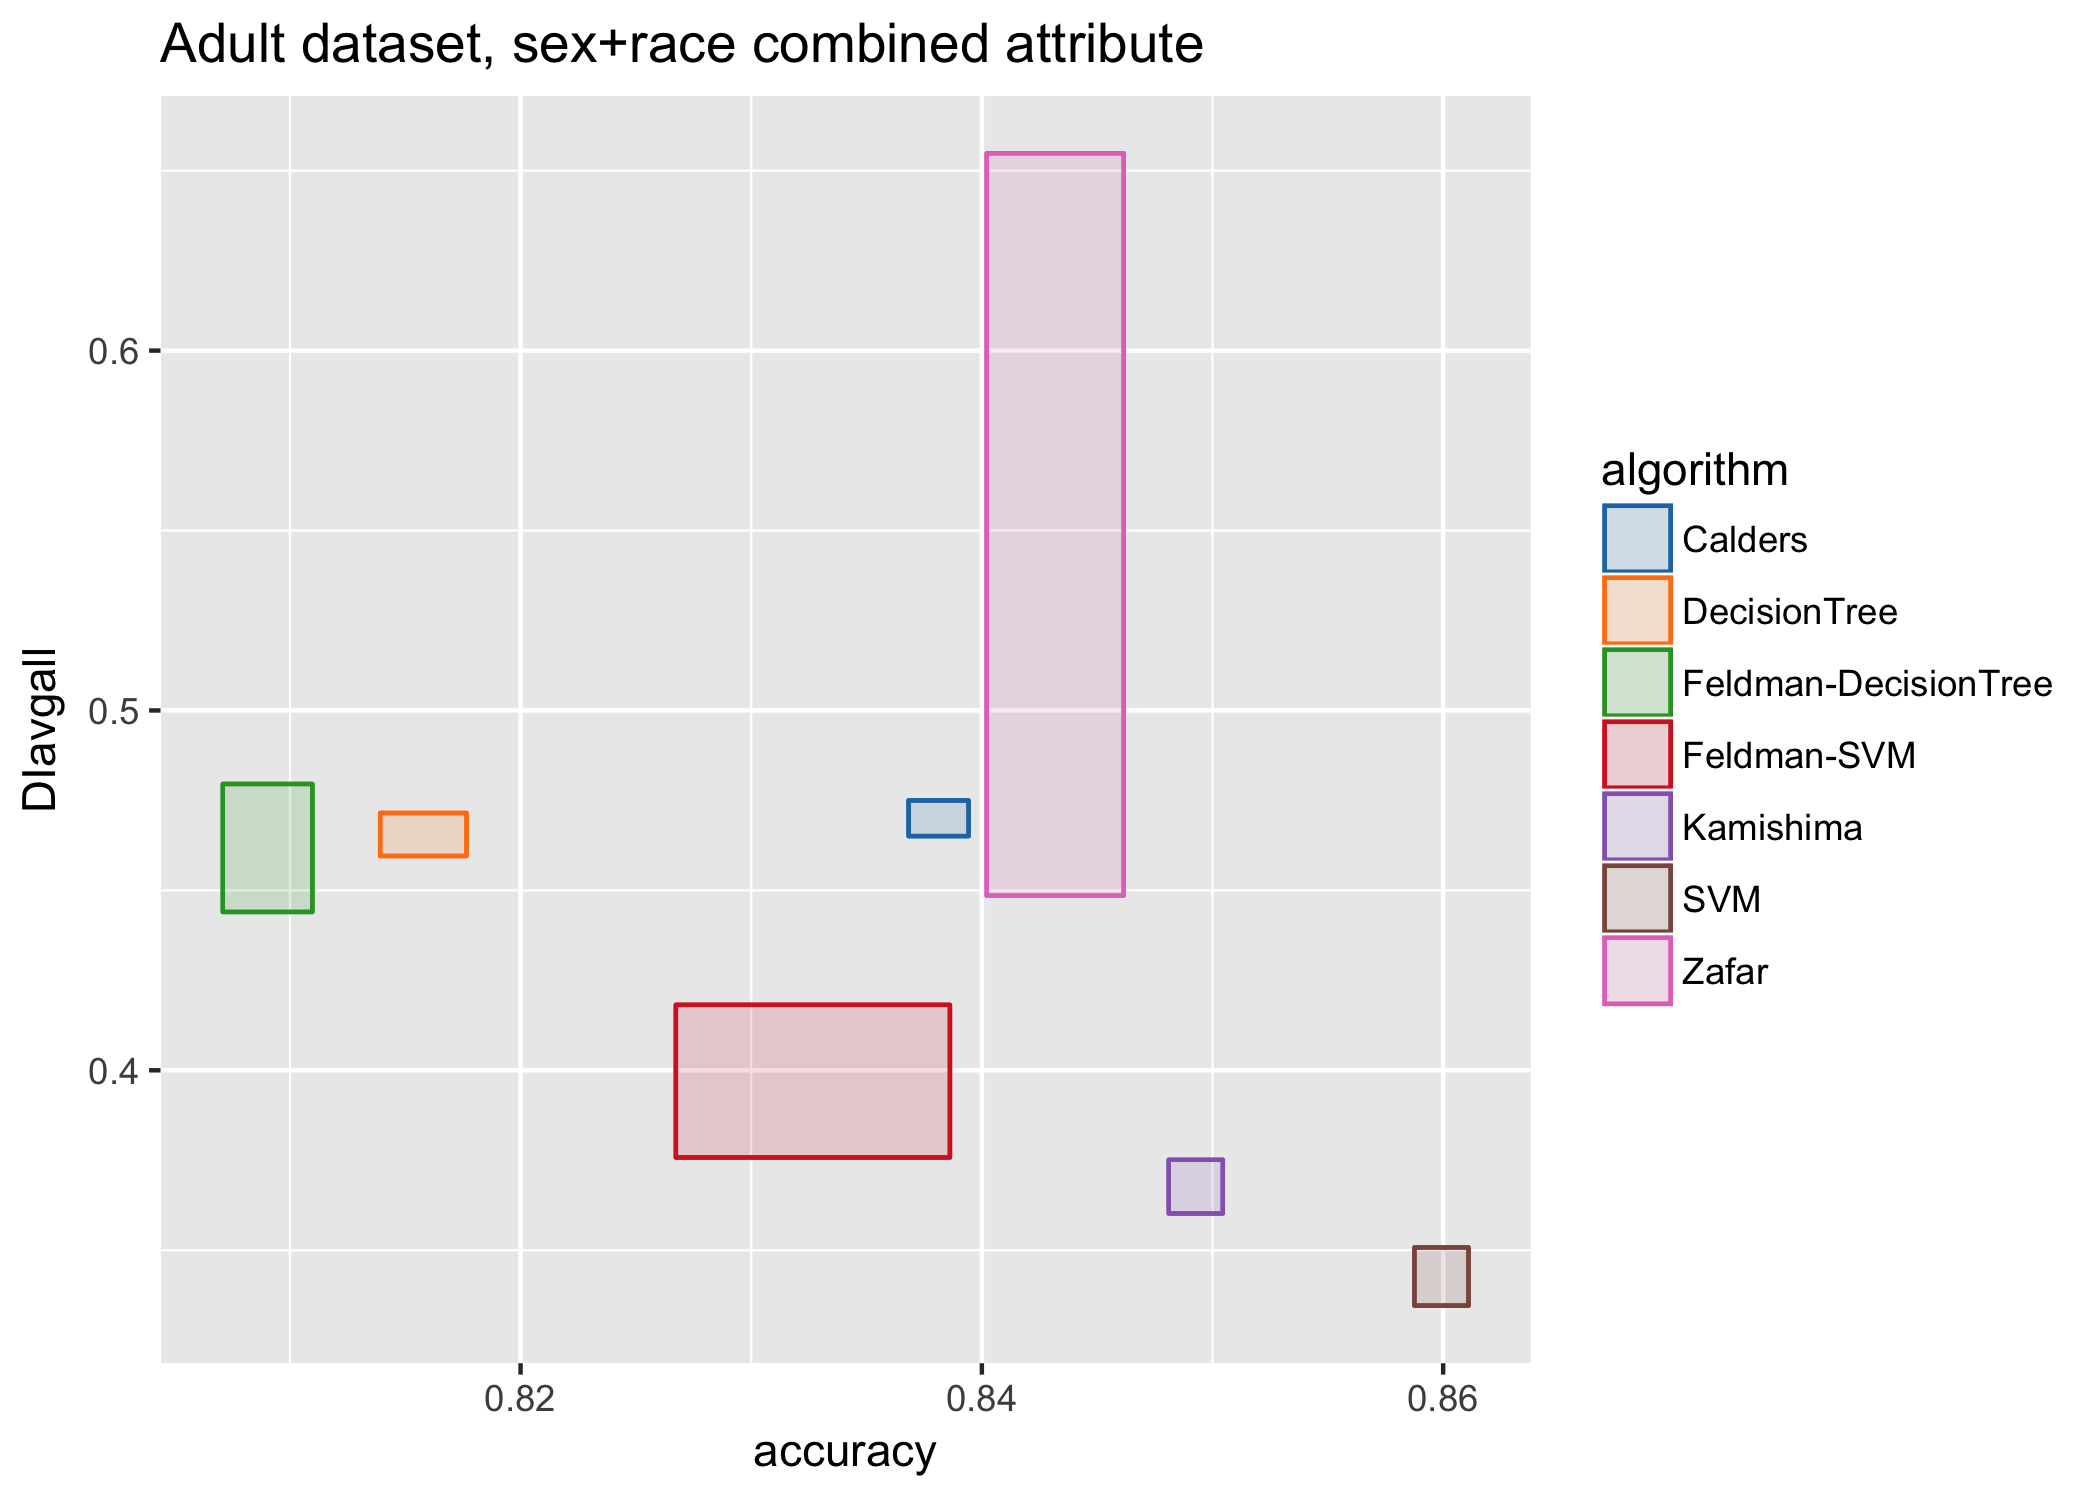 Adult dataset, sex+race combined attribute
DIavgall
0.6
0.5
0.4
0.82
0.84
0.86
accuracy
algorithm
Calders
DecisionTree
Feldman-DecisionTree
Feldman-SVM
Kamishima
SVM
Zafar